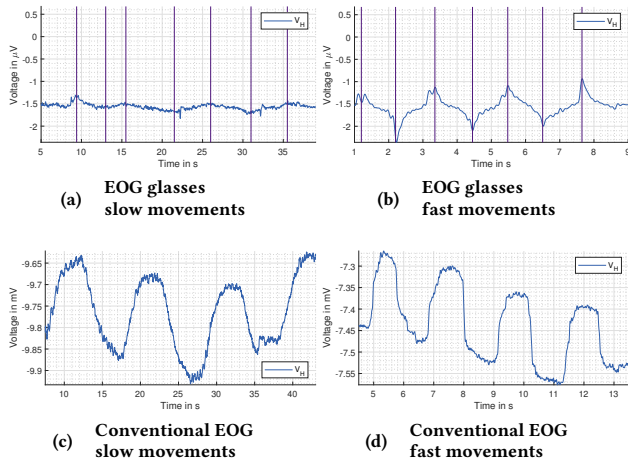 0.5
0
-0.5
-1
-1.5
-2
Voltage in μV
V_H
5 10 15 20 25 30 35
Time in s
(a) EOG glasses
slow movements
0.5
0
-0.5
-1
-1.5
-2
Voltage in μV
V_H
1 2 3 4 5 6 7 8 9
Time in s
(b) EOG glasses
fast movements
-9.65
-9.7
-9.75
-9.8
-9.85
-9.9
Voltage in mV
V_H
10 15 20 25 30 35 40
Time in s
(c) Conventional EOG
slow movements
-7.3
-7.35
-7.4
-7.45
-7.5
-7.55
Voltage in mV
V_H
5 6 7 8 9 10 11 12 13
Time in s
(d) Conventional EOG
fast movements